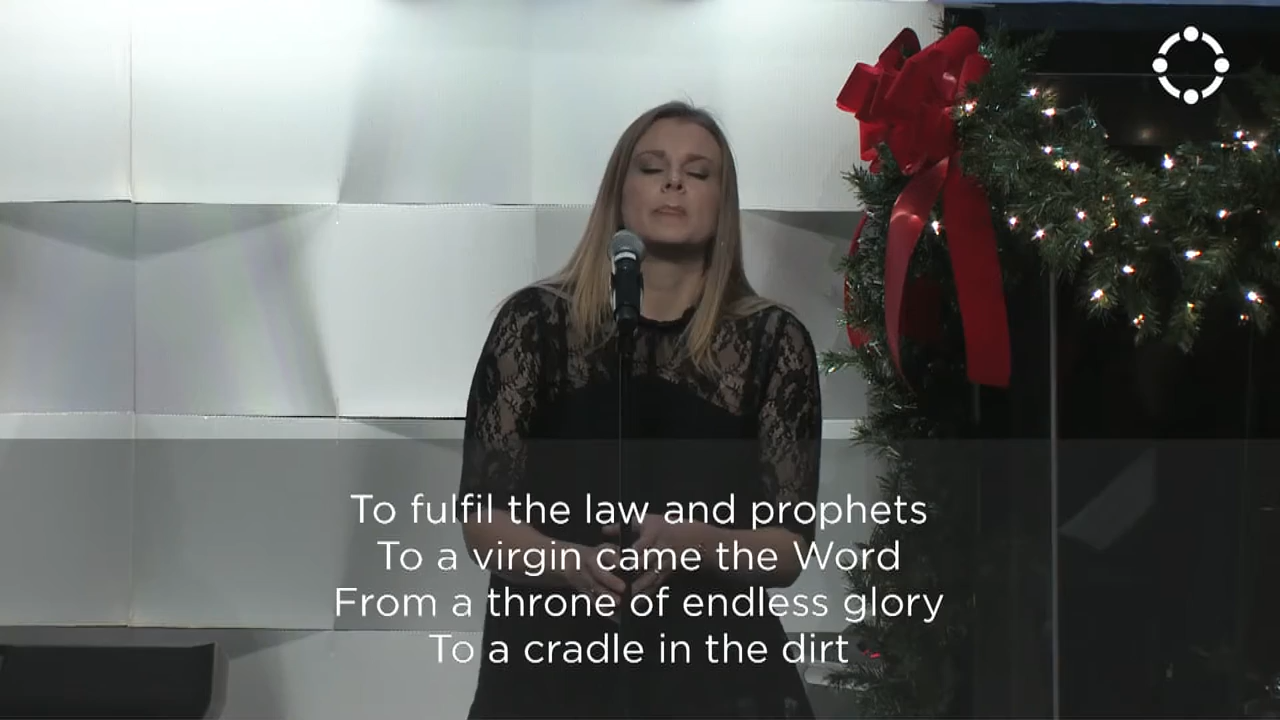 To fulfil the law and prophets
To a virgin came the Word
From a throne of endless glory
To a cradle in the dirt